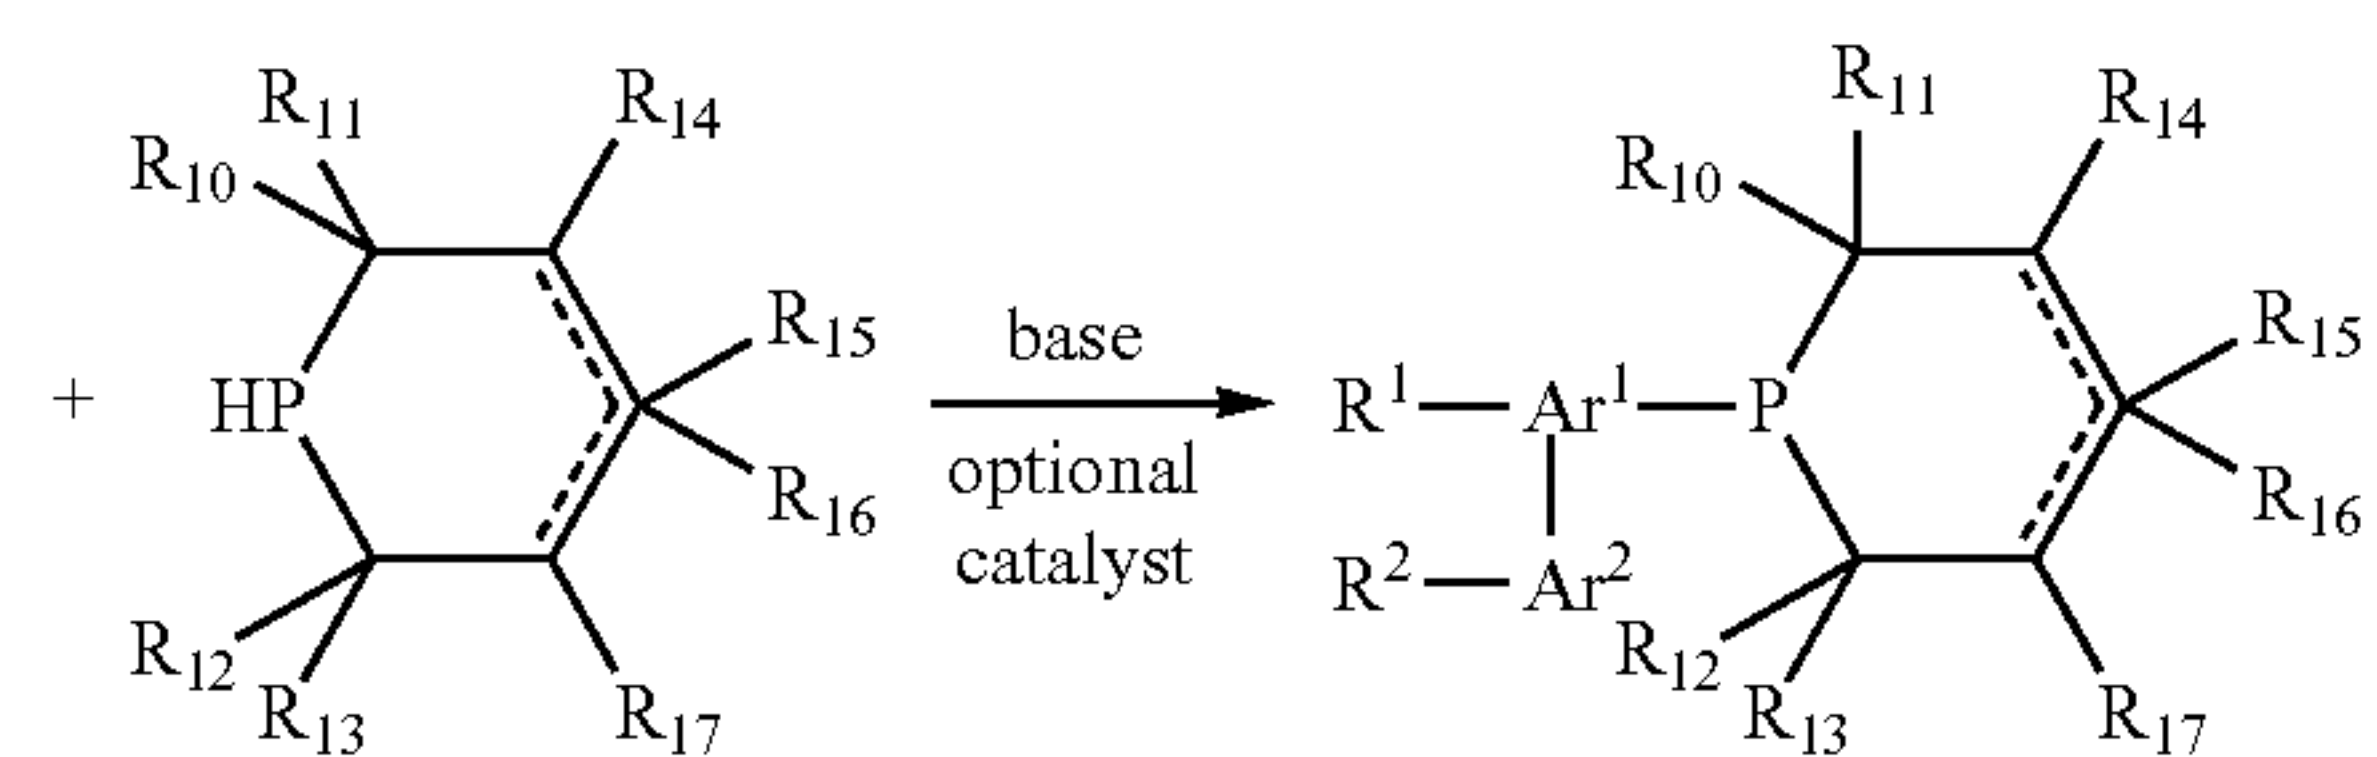 R11 R14 R11 R14
R10 R10
R15 R15
base
+ HP R1 Ar1 P
optional
R16 R16
catalyst R2 Ar2
R12 R12
R13 R17 R13 R17